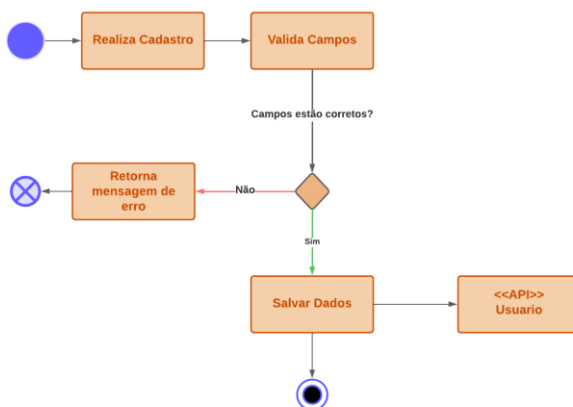 Realiza Cadastro
Valida Campos
Campos estão corretos?
Retorna
mensagem de
erro
Não
Sim
Salvar Dados
<<API>>
Usuario